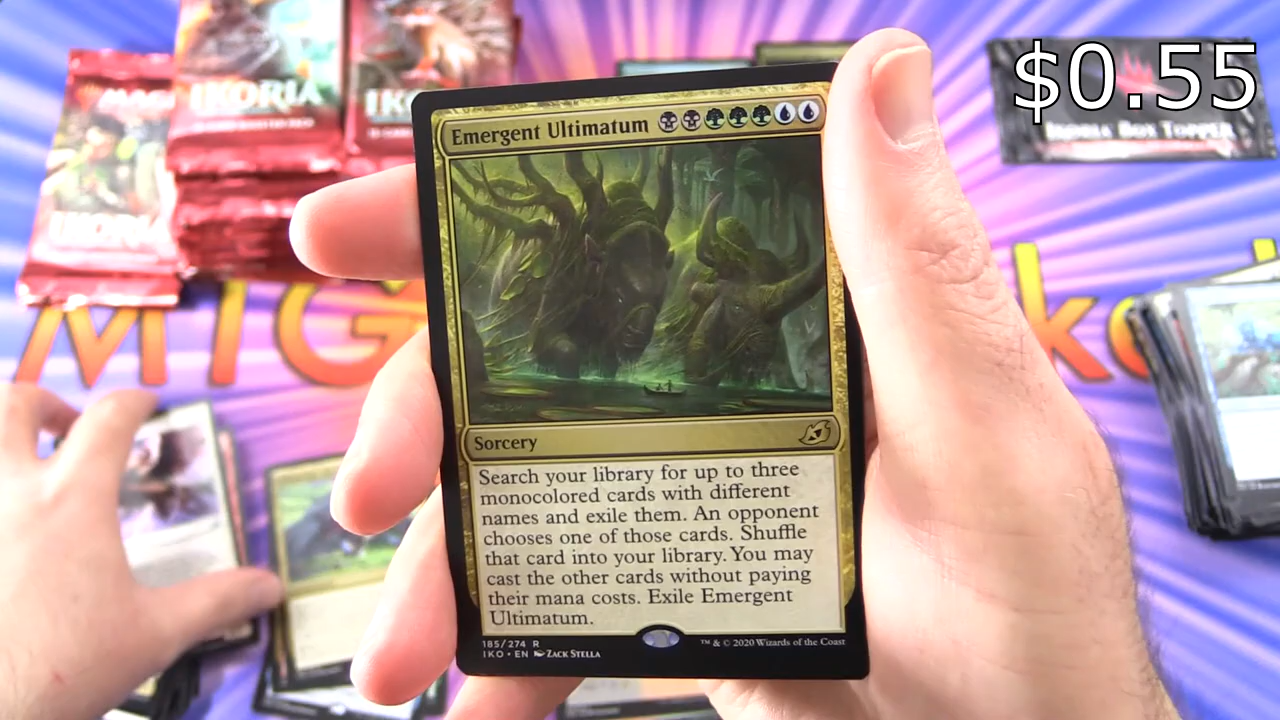 $0.55
IKORIA
IKORIA BOX TOPPER
MTG
Emergent Ultimatum
Sorcery
Search your library for up to three
monocolored cards with different
names and exile them. An opponent
chooses one of those cards. Shuffle
that card into your library. You may
cast the other cards without paying
their mana costs. Exile Emergent
Ultimatum.
185/274 R
IKO • EN ZACK STELLA
™ & © 2020 Wizards of the Coast